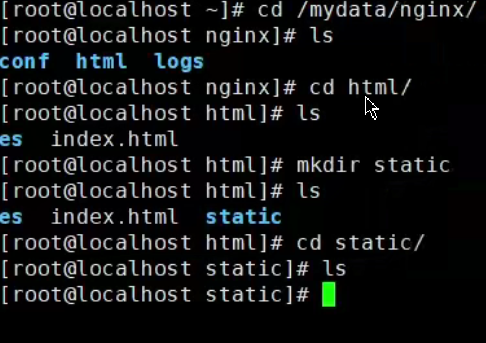 [root@localhost ~]# cd /mydata/nginx/
[root@localhost nginx]# ls
conf  html  logs
[root@localhost nginx]# cd html/
[root@localhost html]# ls
es  index.html
[root@localhost html]# mkdir static
[root@localhost html]# ls
es  index.html  static
[root@localhost html]# cd static/
[root@localhost static]# ls
[root@localhost static]#